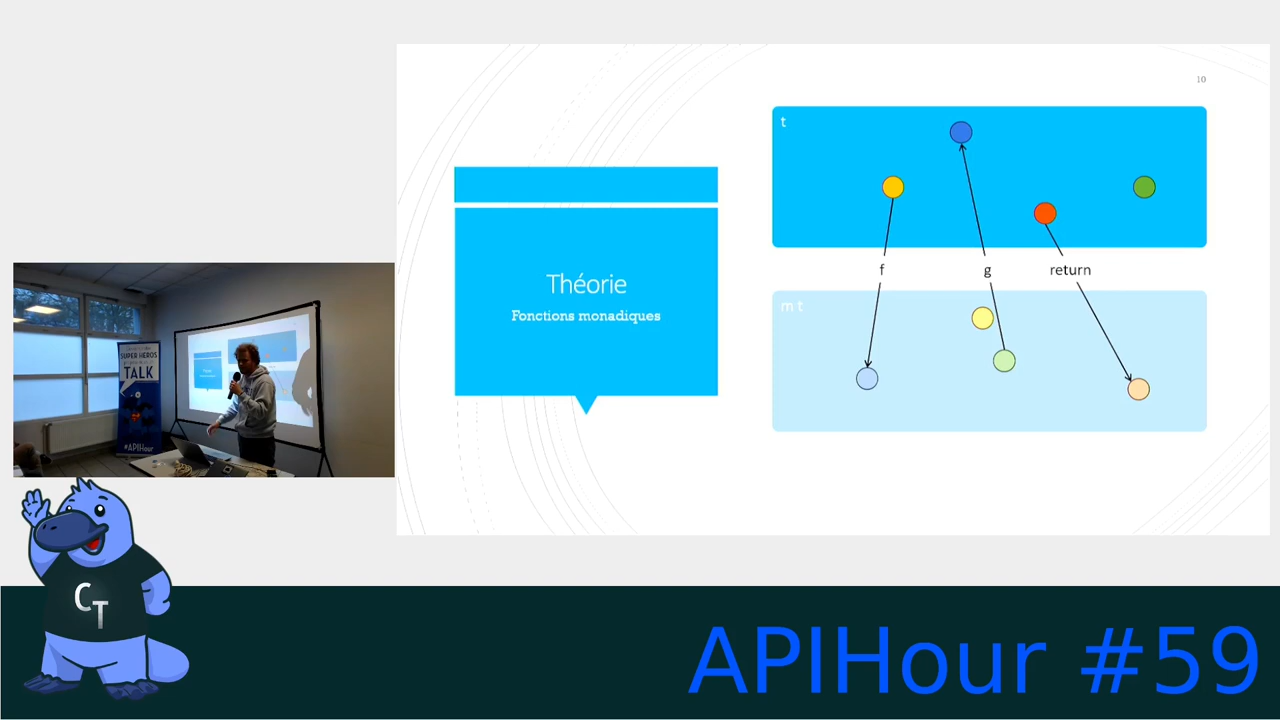 10
t
Théorie
Fonctions monadiques
f
g
return
m t
SUPER HEROS
TALK
#APIHour
CT
APIHour #59